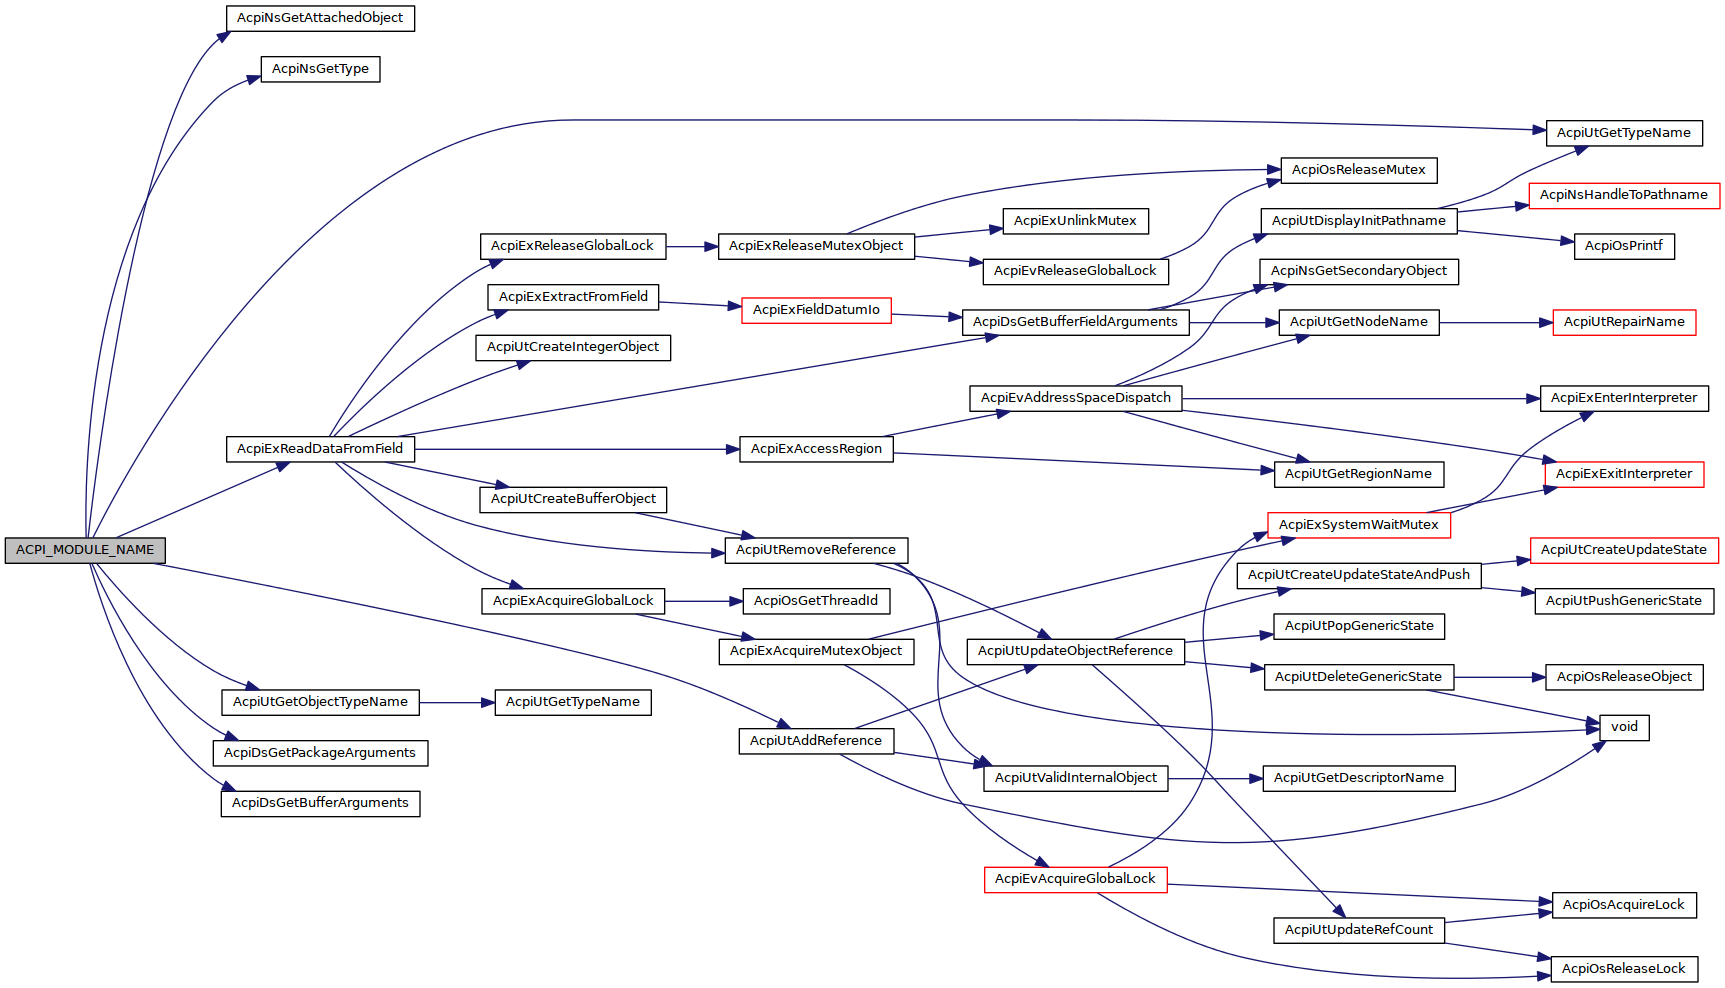 AcpiNsGetAttachedObject
AcpiNsGetType
AcpiUtGetTypeName
AcpiOsReleaseMutex
AcpiNsHandleToPathname
AcpiExUnlinkMutex
AcpiUtDisplayInitPathname
AcpiExReleaseGlobalLock
AcpiExReleaseMutexObject
AcpiOsPrintf
AcpiEvReleaseGlobalLock
AcpiNsGetSecondaryObject
AcpiExExtractFromField
AcpiExFieldDatumIo
AcpiDsGetBufferFieldArguments
AcpiUtGetNodeName
AcpiUtRepairName
AcpiUtCreateIntegerObject
AcpiEvAddressSpaceDispatch
AcpiExEnterInterpreter
AcpiExReadDataFromField
AcpiExAccessRegion
AcpiUtGetRegionName
AcpiExExitInterpreter
AcpiUtCreateBufferObject
AcpiExSystemWaitMutex
ACPI_MODULE_NAME
AcpiUtRemoveReference
AcpiUtCreateUpdateState
AcpiUtCreateUpdateStateAndPush
AcpiExAcquireGlobalLock
AcpiOsGetThreadId
AcpiUtPushGenericState
AcpiUtPopGenericState
AcpiExAcquireMutexObject
AcpiUtUpdateObjectReference
AcpiUtDeleteGenericState
AcpiOsReleaseObject
AcpiUtGetObjectTypeName
AcpiUtGetTypeName
void
AcpiUtAddReference
AcpiDsGetPackageArguments
AcpiUtValidInternalObject
AcpiUtGetDescriptorName
AcpiDsGetBufferArguments
AcpiEvAcquireGlobalLock
AcpiOsAcquireLock
AcpiUtUpdateRefCount
AcpiOsReleaseLock